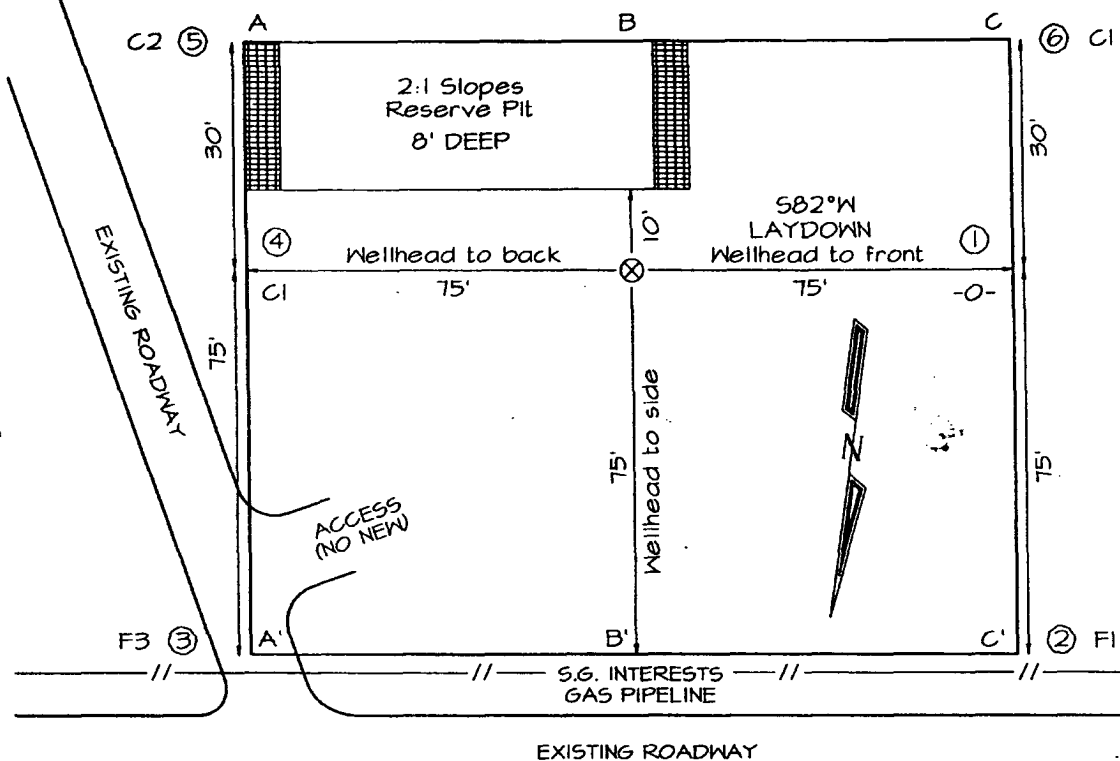 A B C
C2 ⑤ ⑥ C1
2:1 Slopes
Reserve Pit
8' DEEP
30' 30'
S82°W
LAYDOWN
④ Wellhead to back 10' Wellhead to front ①
C1 75' 75' -0-
EXISTING ROADWAY
75' 75' 75'
Wellhead to side
N
ACCESS
(NO NEW)
F3 ③ A' B' C' ② F1
S.G. INTERESTS
GAS PIPELINE
EXISTING ROADWAY